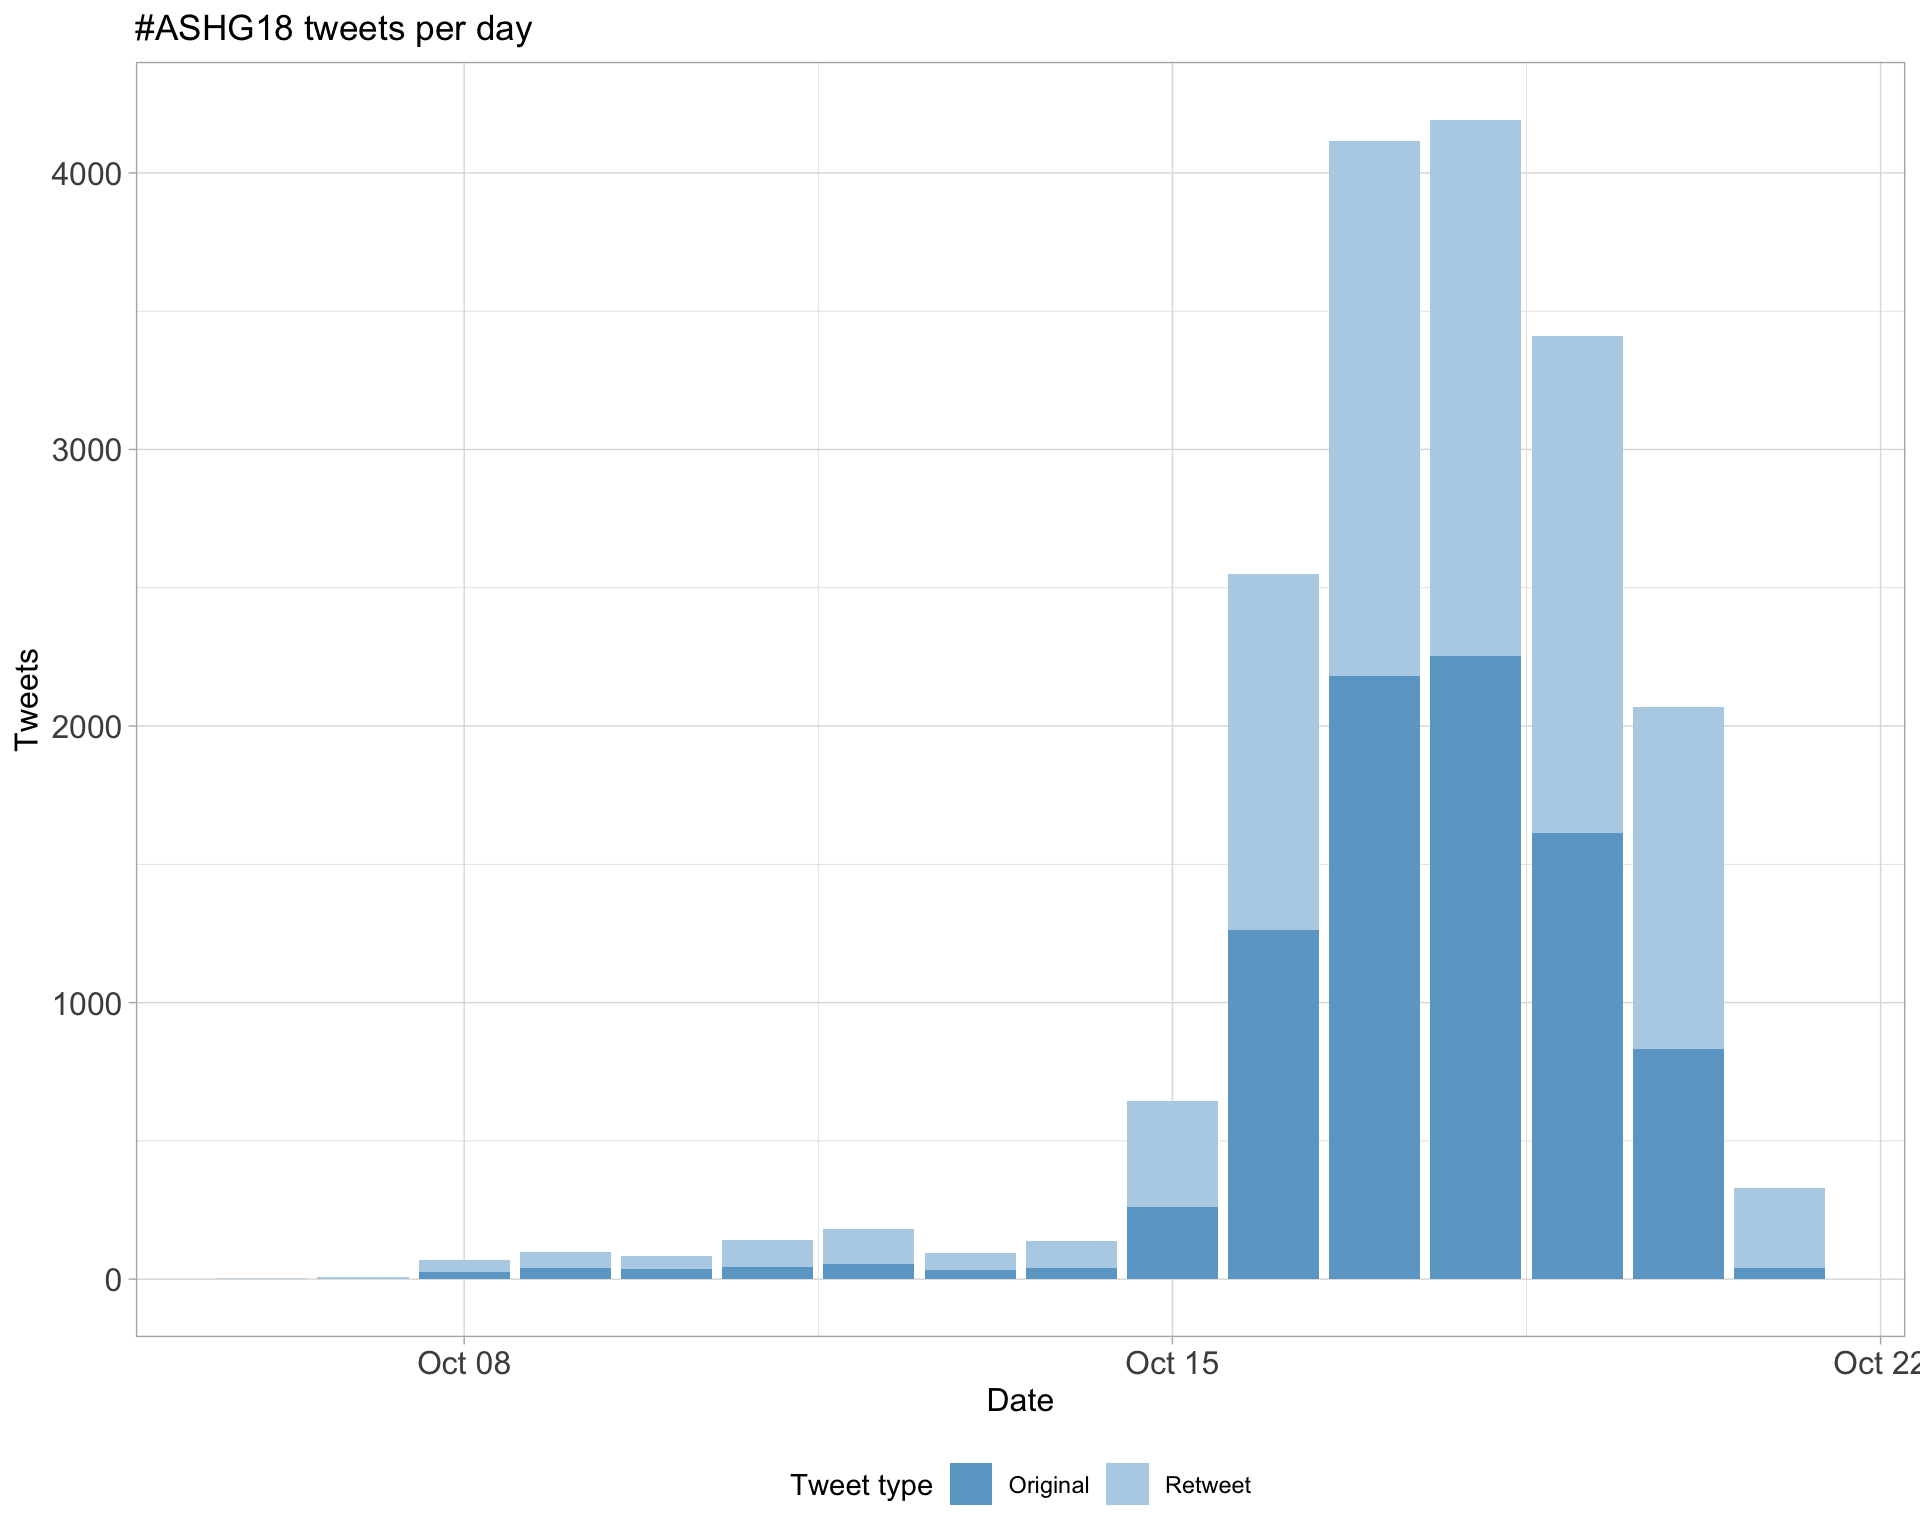 #ASHG18 tweets per day
Tweets
4000
3000
2000
1000
0
Oct 08 Oct 15 Oct 22
Date
Tweet type Original Retweet